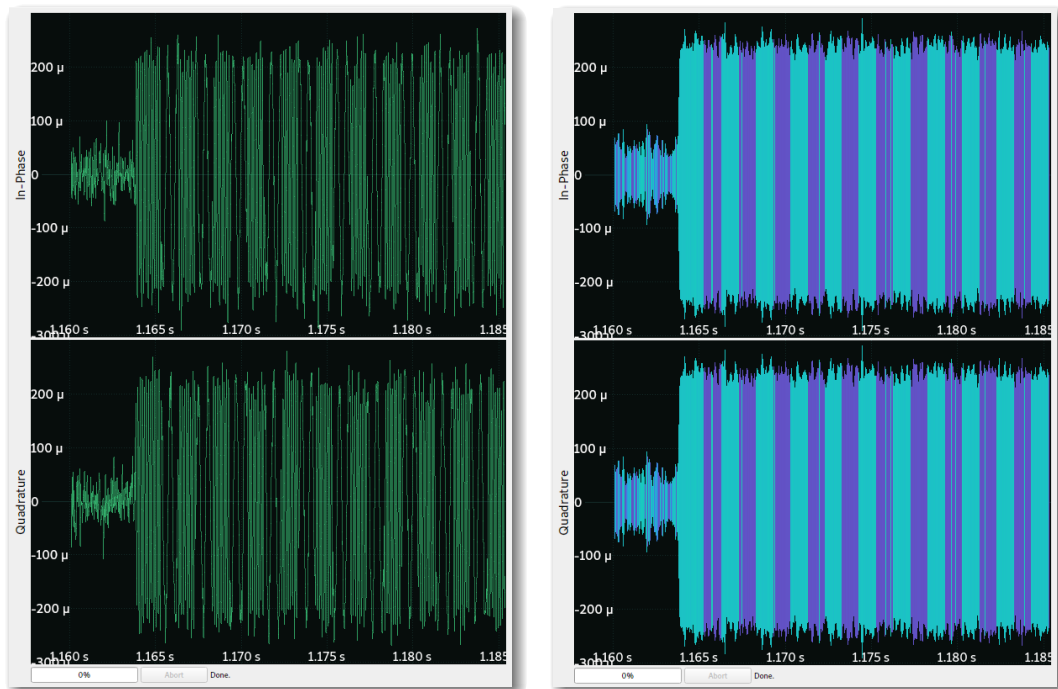 In-Phase
200 μ
100 μ
0
-100 μ
-200 μ
1.160 s
1.165 s
1.170 s
1.175 s
1.180 s
1.185
Quadrature
200 μ
100 μ
0
-100 μ
-200 μ
1.160 s
1.165 s
1.170 s
1.175 s
1.180 s
1.185
0%
Abort
Done.
In-Phase
200 μ
100 μ
0
-100 μ
-200 μ
1.160 s
1.165 s
1.170 s
1.175 s
1.180 s
1.185
Quadrature
200 μ
100 μ
0
-100 μ
-200 μ
1.160 s
1.165 s
1.170 s
1.175 s
1.180 s
1.185
0%
Abort
Done.